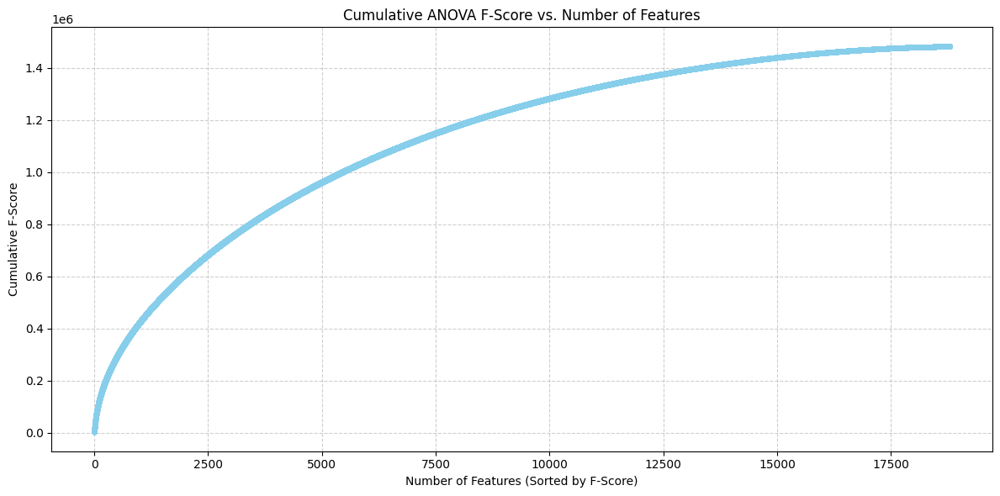 Cumulative ANOVA F-Score vs. Number of Features
1e6
1.4
1.2
1.0
0.8
0.6
0.4
0.2
0.0
Cumulative F-Score
0 2500 5000 7500 10000 12500 15000 17500
Number of Features (Sorted by F-Score)